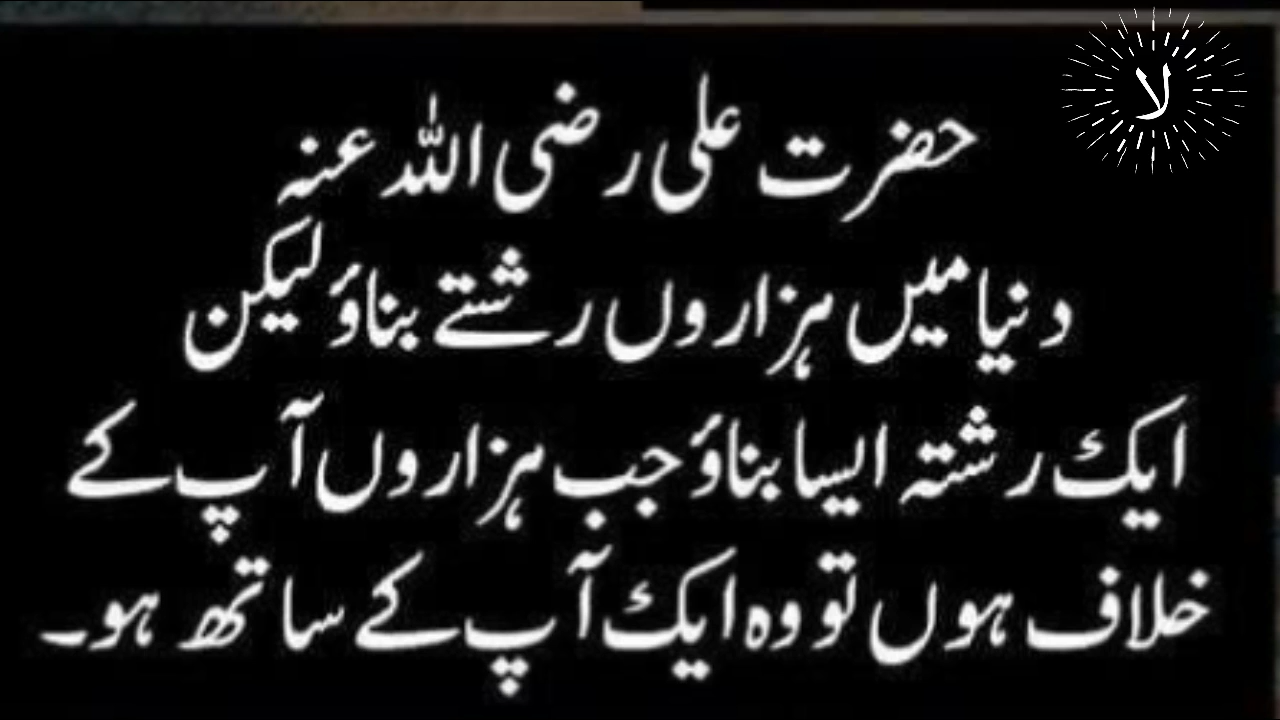 لا
حضرت علی رضی اللہ عنہ
دنیا میں ہزاروں رشتے بناؤ لیکن
ایک رشتہ ایسا بناؤ جب ہزاروں آپ کے
خلاف ہوں تو وہ ایک آپ کے ساتھ ہو۔